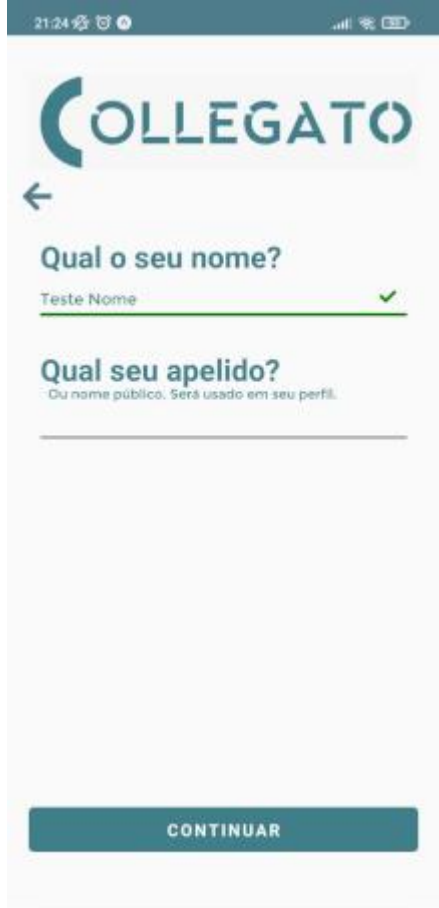 21:24
COLLEGATO
Qual o seu nome?
Teste Nome
Qual seu apelido?
Ou nome público. Será usado em seu perfil.
CONTINUAR